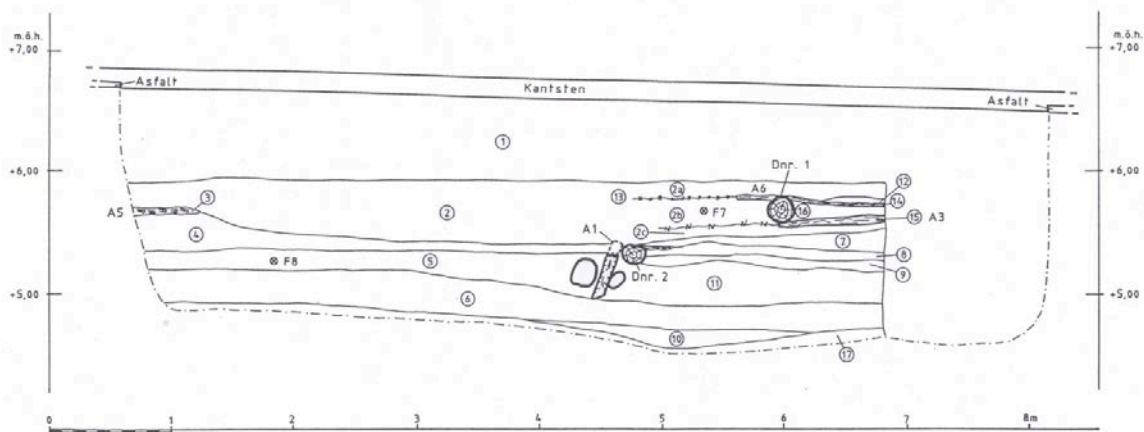 m.ö.h. m.ö.h.
+7,00 +7,00
Asfalt
Kantsten
Asfalt
①
+6,00 +6,00
Dnr. 1
③ ⑬ 2a A6 ⑫
A5 ② 2b F7 ⑯ ⑭
④ A1 2c ⑮ A3
⑦
F8 ⑤ ⑧
Dnr. 2 ⑨
+5,00 ⑥ ⑪ +5,00
⑩ ⑰
0 1 2 3 4 5 6 7 8m